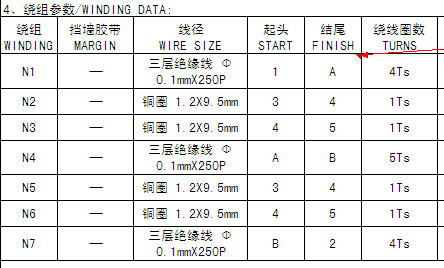 4、绕组参数/WINDING DATA:
绕组 挡墙胶带 线径 起头 结尾 绕线圈数
WINDING MARGIN WIRE SIZE START FINISH TURNS
N1 — 三层绝缘线 Φ 0.1mmX250P 1 A 4Ts
N2 — 铜圈 1.2X9.5mm 3 4 1Ts
N3 — 铜圈 1.2X9.5mm 4 5 1Ts
N4 — 三层绝缘线 Φ 0.1mmX250P A B 5Ts
N5 — 铜圈 1.2X9.5mm 3 4 1Ts
N6 — 铜圈 1.2X9.5mm 4 5 1Ts
N7 — 三层绝缘线 Φ 0.1mmX250P B 2 4Ts